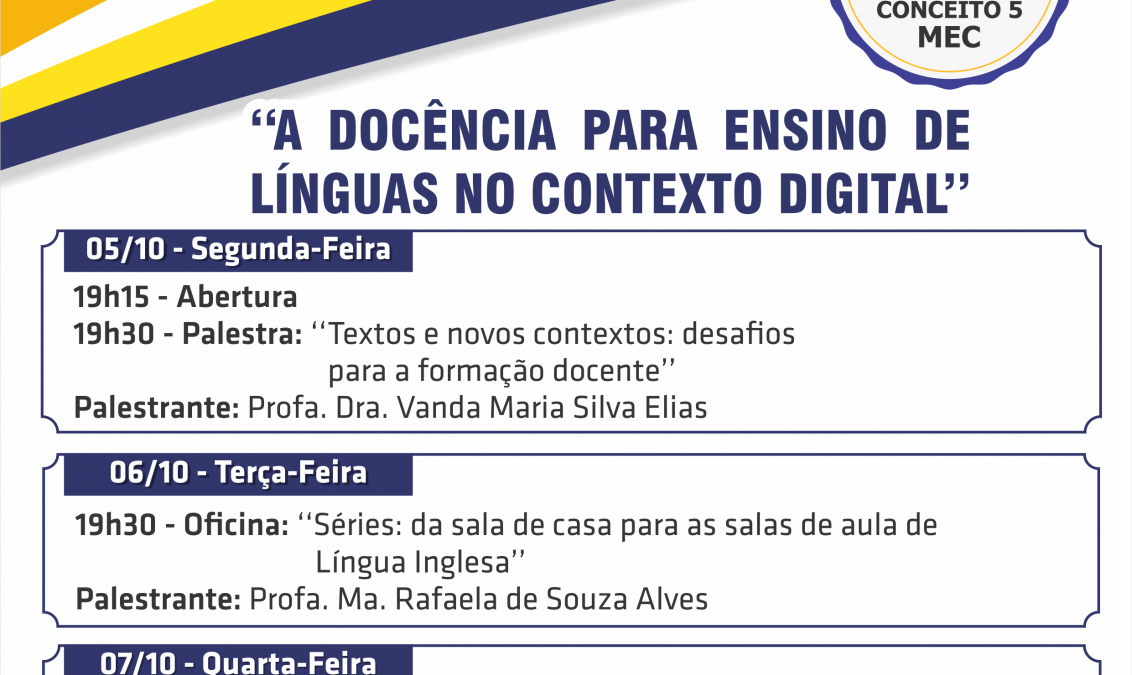 CONCEITO 5
MEC
‘‘A DOCÊNCIA PARA ENSINO DE
LÍNGUAS NO CONTEXTO DIGITAL’’
05/10 - Segunda-Feira
19h15 - Abertura
19h30 - Palestra: ‘‘Textos e novos contextos: desafios
para a formação docente’’
Palestrante: Profa. Dra. Vanda Maria Silva Elias
06/10 - Terça-Feira
19h30 - Oficina: ‘‘Séries: da sala de casa para as salas de aula de
Língua Inglesa’’
Palestrante: Profa. Ma. Rafaela de Souza Alves
07/10 - Quarta-Feira